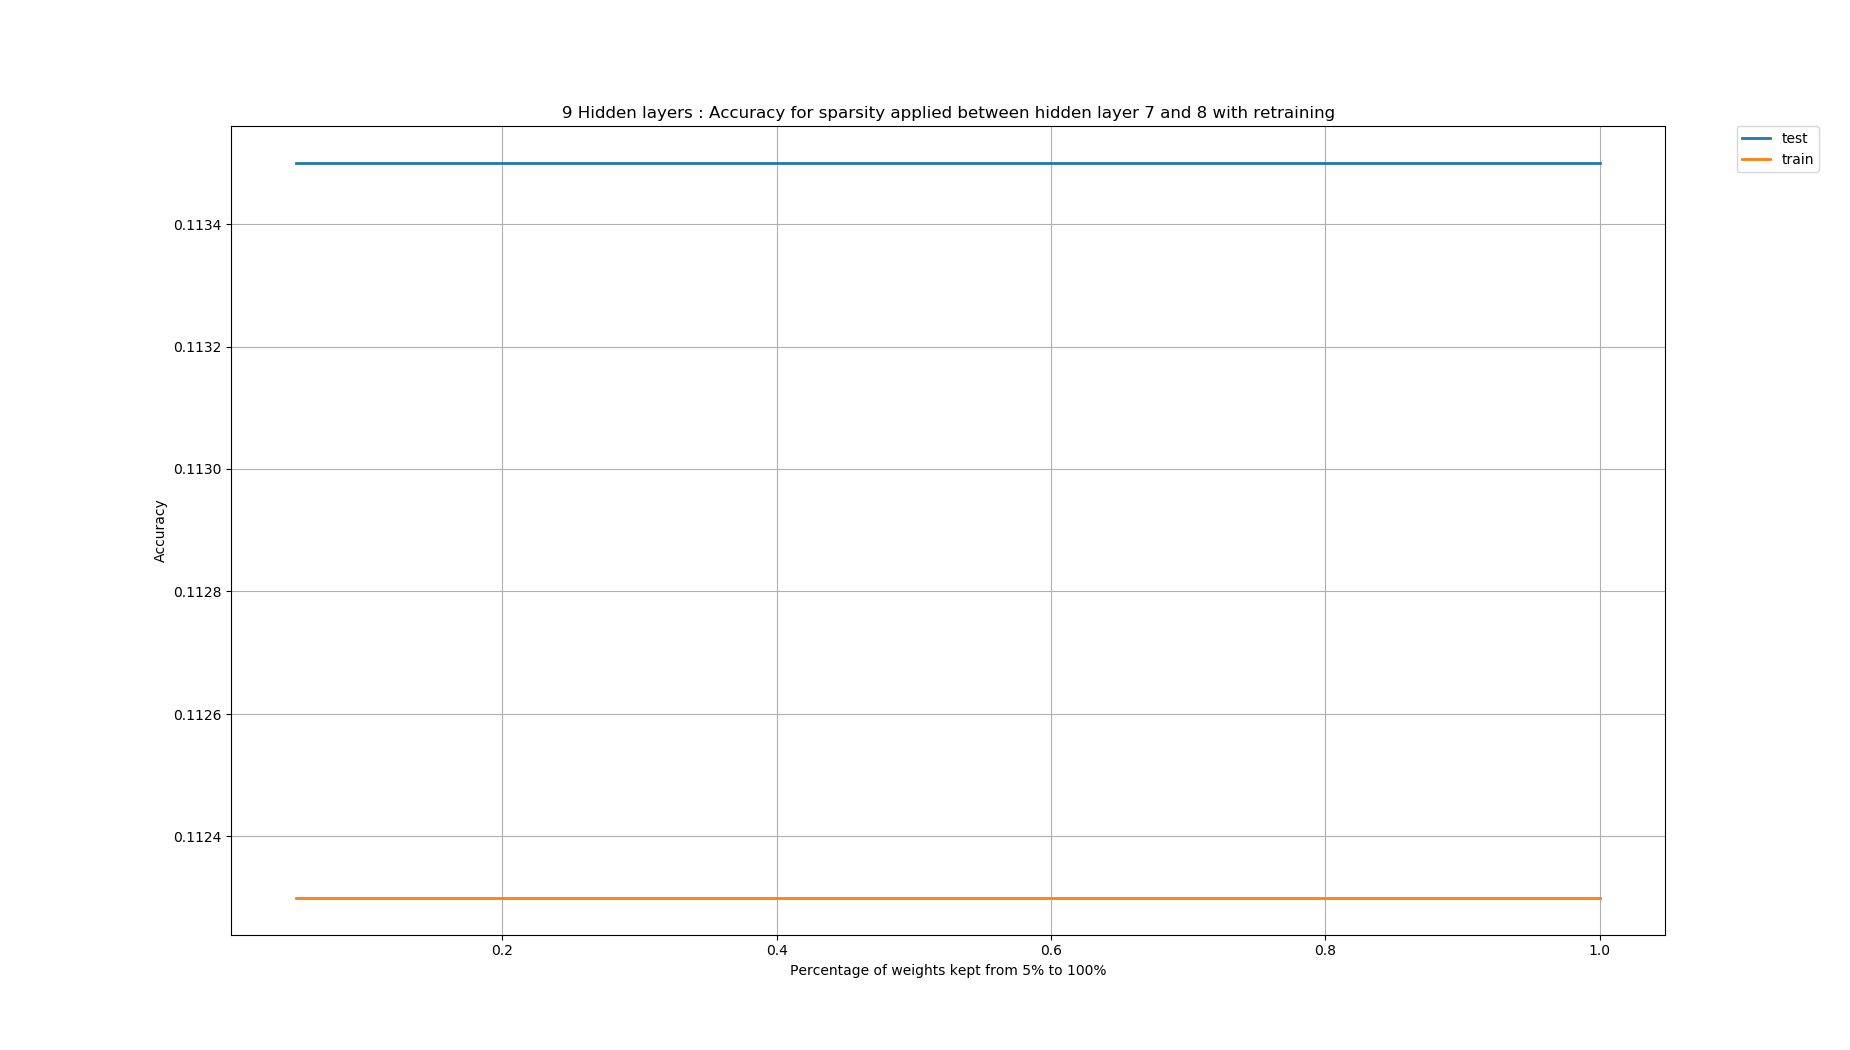 9 Hidden layers : Accuracy for sparsity applied between hidden layer 7 and 8 with retraining
test
train
0.1134
0.1132
0.1130
0.1128
0.1126
0.1124
Accuracy
0.2 0.4 0.6 0.8 1.0
Percentage of weights kept from 5% to 100%